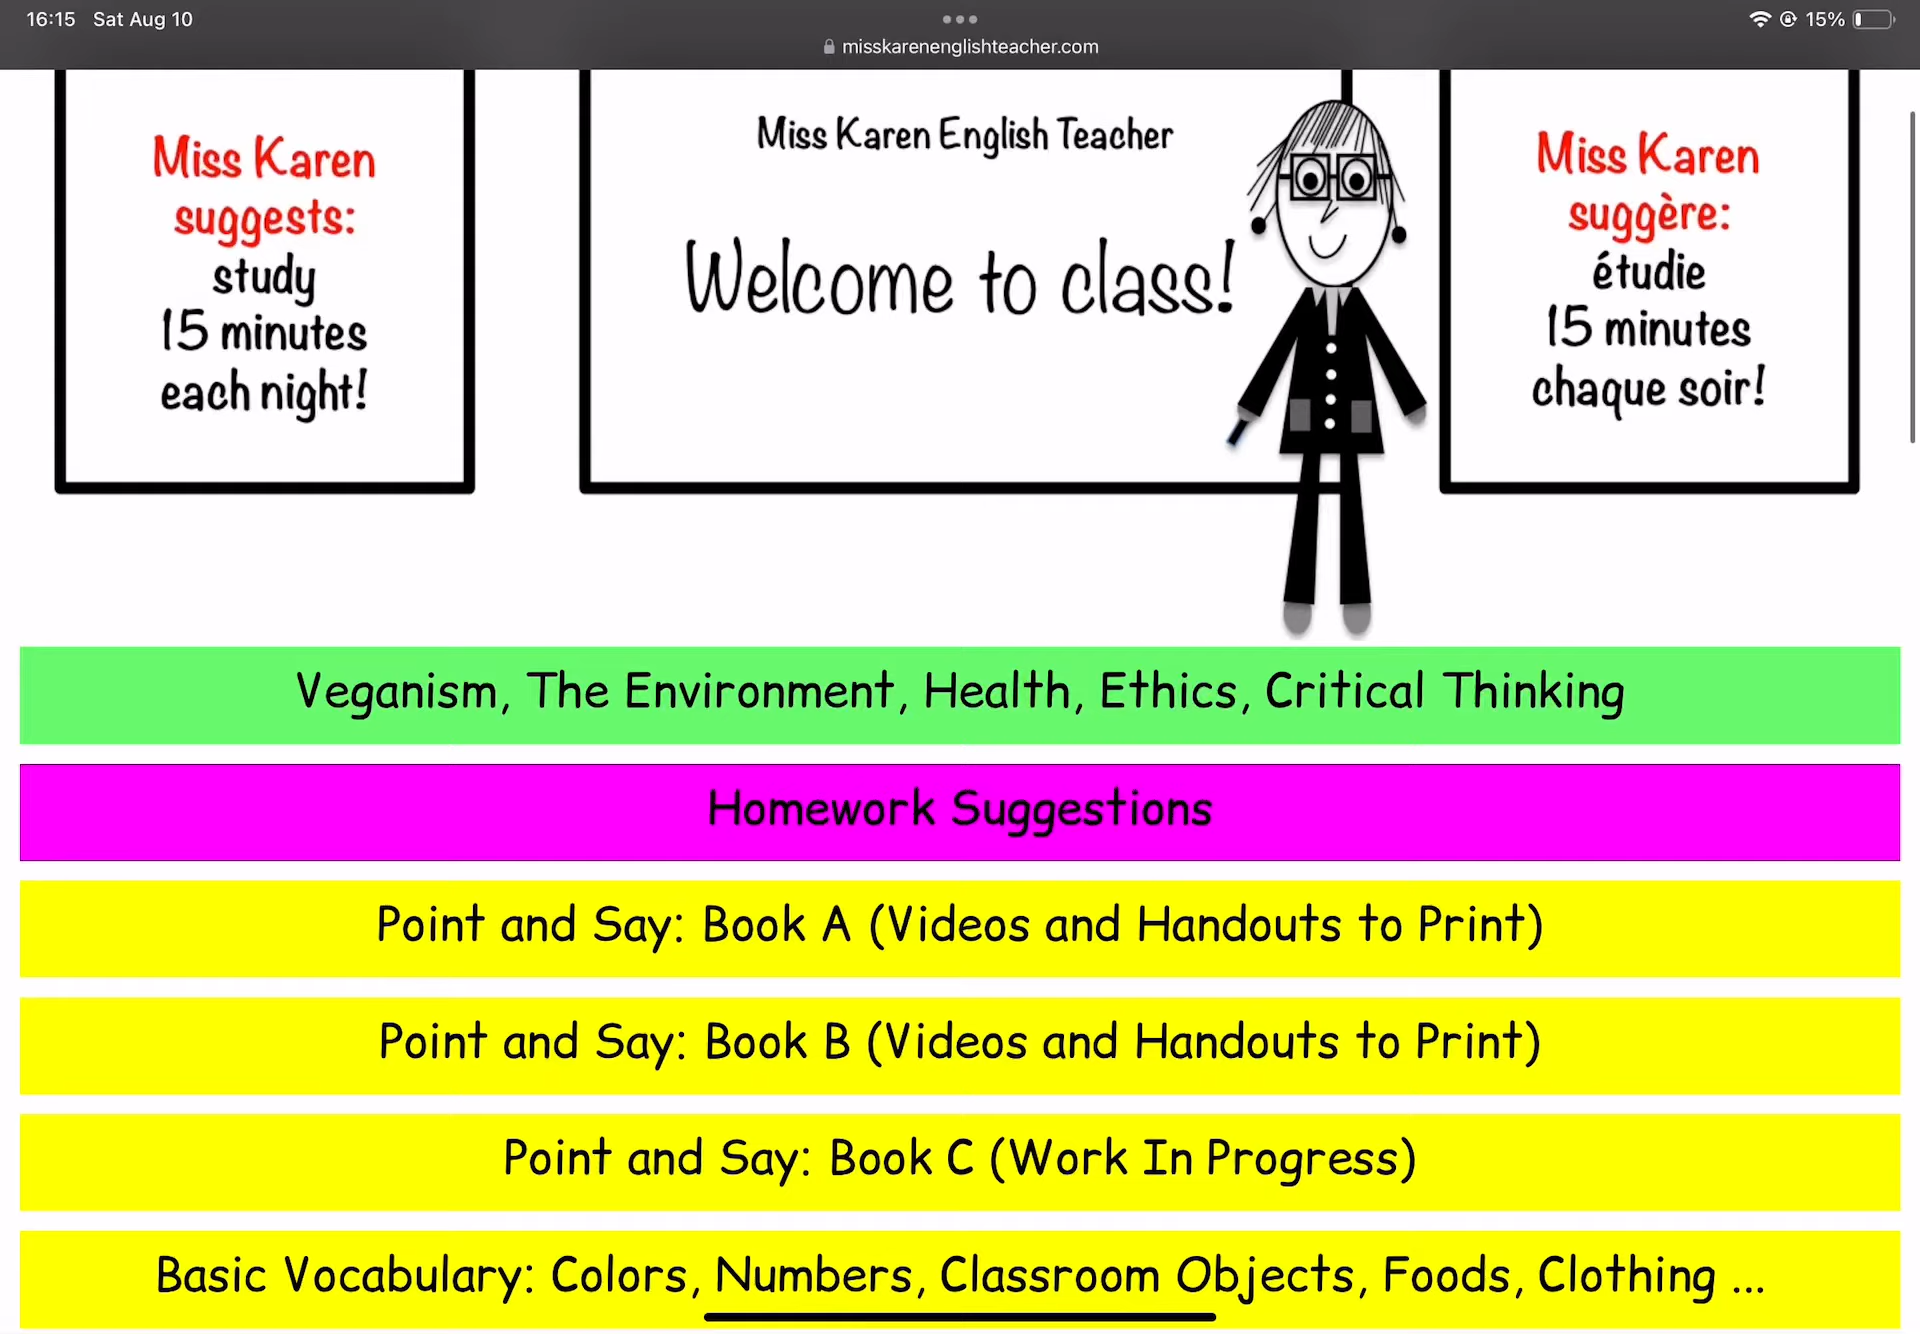 16:15 Sat Aug 10
15%
misskarenenglishteacher.com
Miss Karen
suggests:
study
15 minutes
each night!
Miss Karen English Teacher
Welcome to class!
Miss Karen
suggère:
étudie
15 minutes
chaque soir!
Veganism, The Environment, Health, Ethics, Critical Thinking
Homework Suggestions
Point and Say: Book A (Videos and Handouts to Print)
Point and Say: Book B (Videos and Handouts to Print)
Point and Say: Book C (Work In Progress)
Basic Vocabulary: Colors, Numbers, Classroom Objects, Foods, Clothing ...